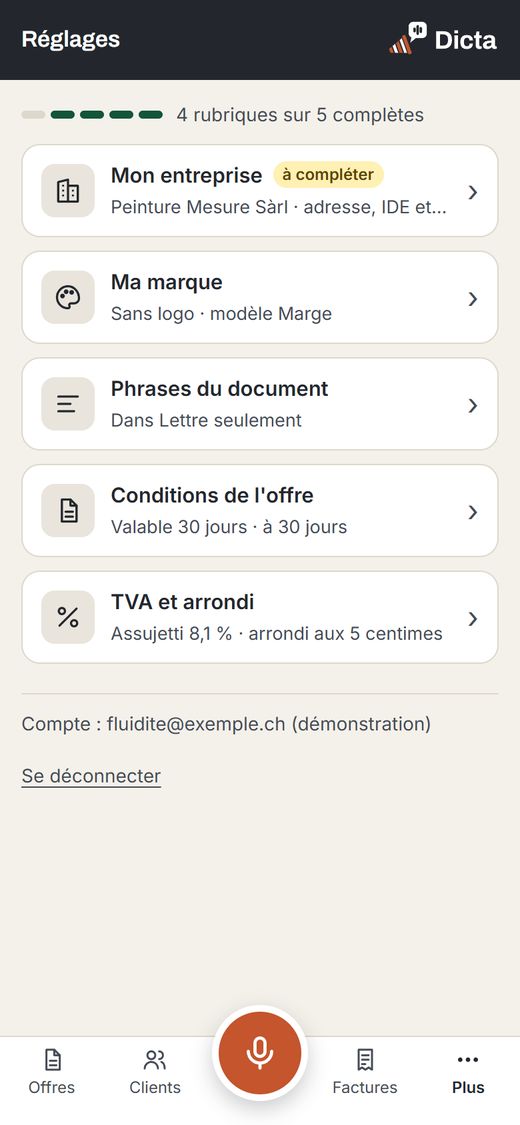 Réglages
Dicta
4 rubriques sur 5 complètes
Mon entreprise à compléter
Peinture Mesure Sàrl · adresse, IDE et...
Ma marque
Sans logo · modèle Marge
Phrases du document
Dans Lettre seulement
Conditions de l'offre
Valable 30 jours · à 30 jours
TVA et arrondi
Assujetti 8,1 % · arrondi aux 5 centimes
Compte : fluidite@exemple.ch (démonstration)
Se déconnecter
Offres
Clients
Factures
Plus